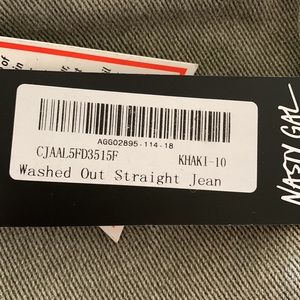 AGG02895-114-18
CJAAL5FD3515F KHAKI-10
Washed Out Straight Jean
NASTY GAL